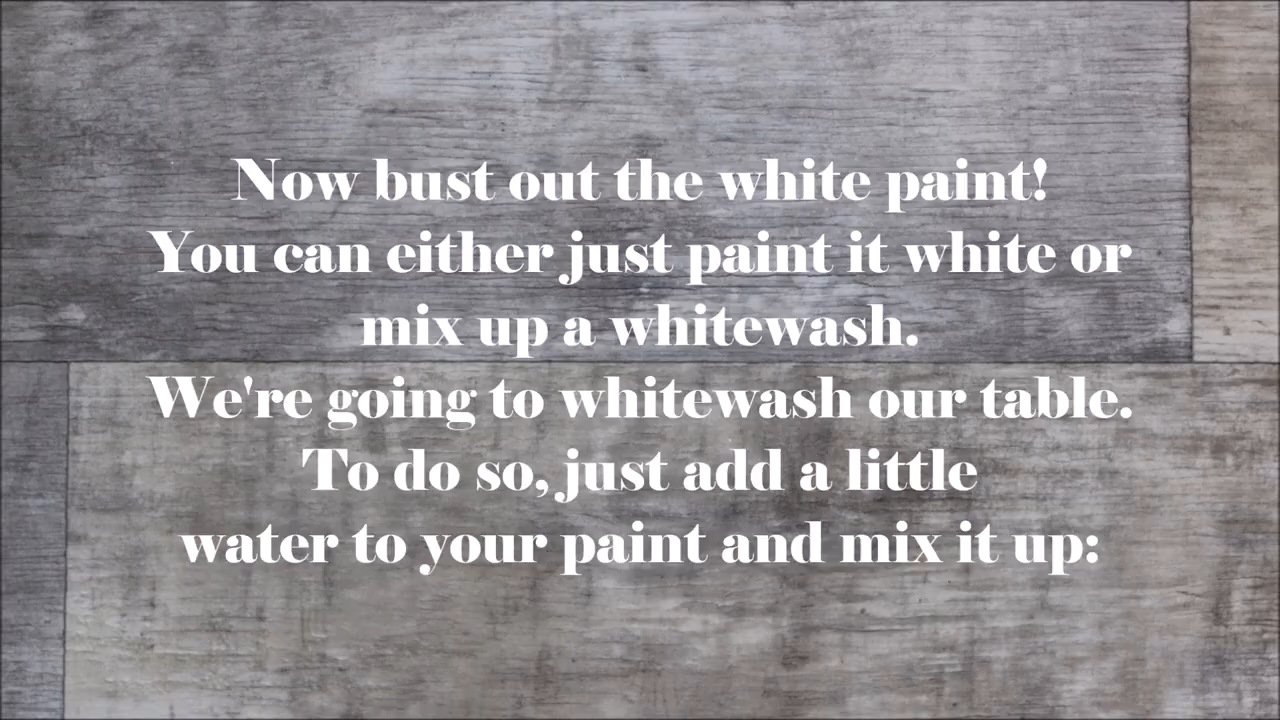 Now bust out the white paint!
You can either just paint it white or
mix up a whitewash.
We're going to whitewash our table.
To do so, just add a little
water to your paint and mix it up: